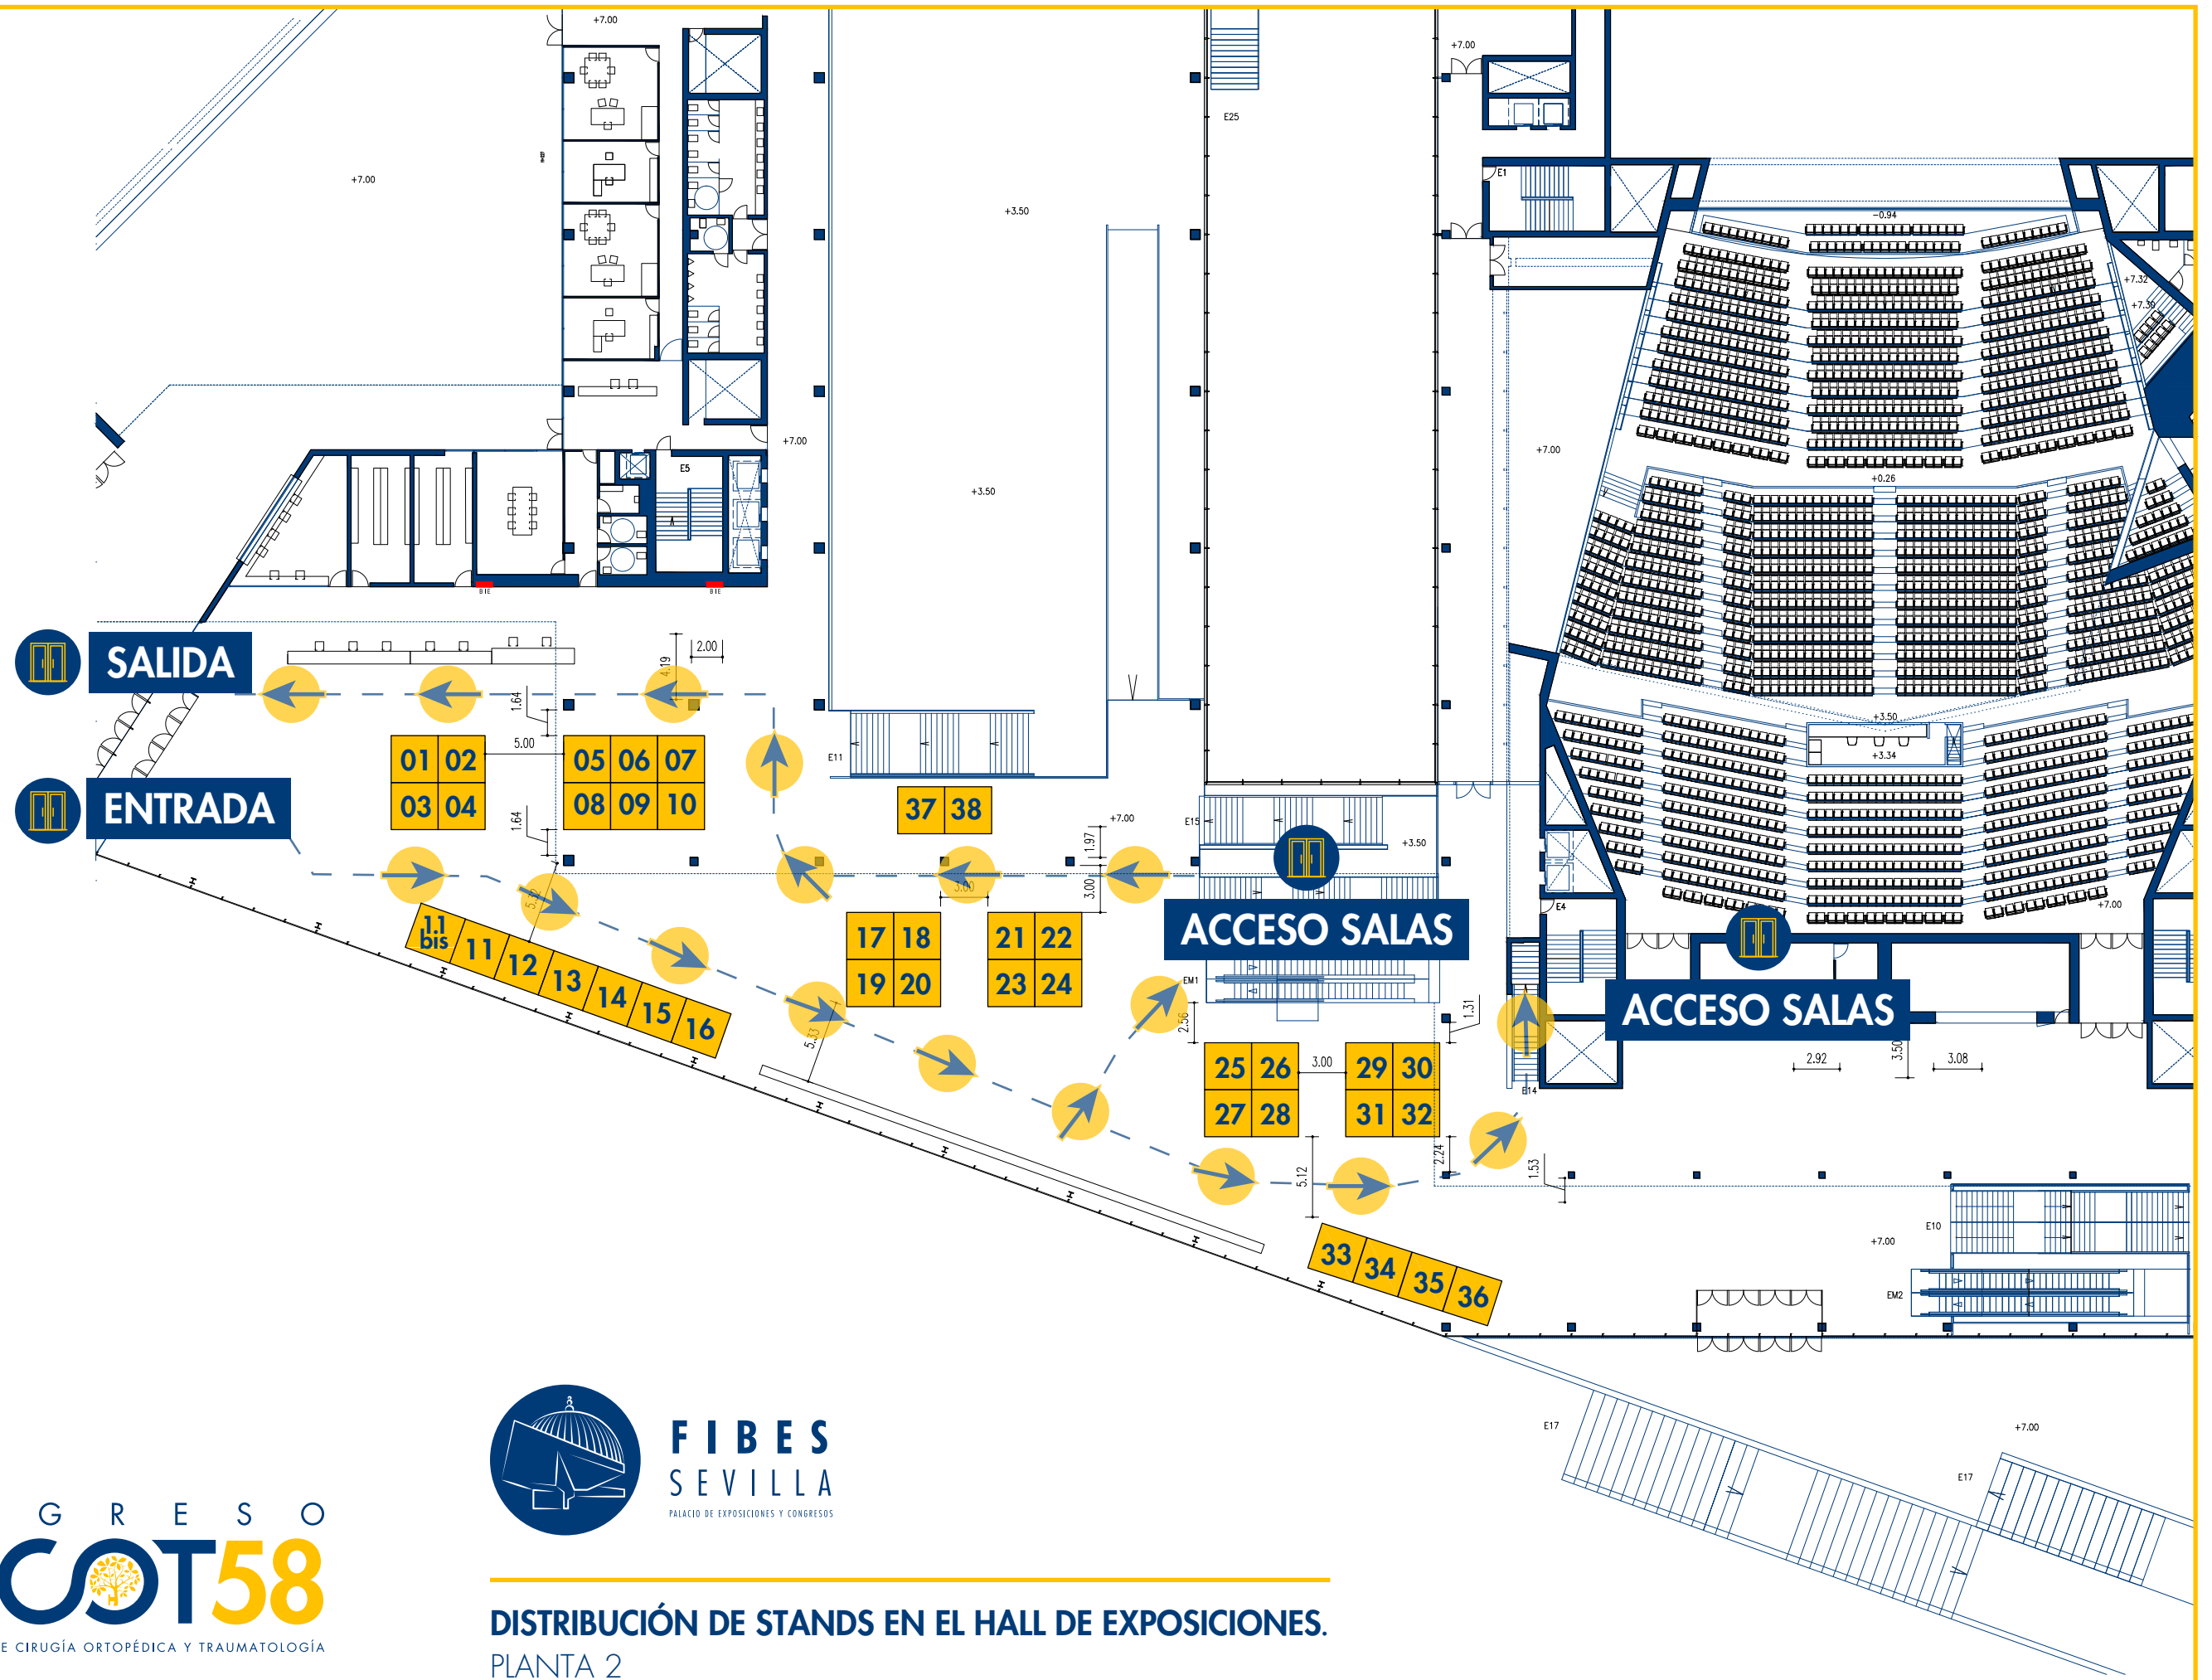 +7.00
+7.00
E25
+7.00
E1
+3.50
-0.94
+7.32
+7.30
+7.00
+7.00
E5
+3.50
+0.26
BIE
BIE
SALIDA
4.19
2.00
1.64
5.00
+3.50
+3.34
E11
01 02
03 04
05 06 07
08 09 10
ENTRADA
1.64
37 38
+7.00
1.97
E15
+3.50
3.00
3.00
E4
+7.00
1.1
bis
11 12 13 14 15 16
17 18
19 20
21 22
23 24
ACCESO SALAS
EM1
ACCESO SALAS
5.33
2.56
1.31
25 26
27 28
3.00
29 30
31 32
E14
2.92
3.50
3.08
5.12
2.24
1.53
33 34 35 36
E10
+7.00
EM2
E17
+7.00
E17
FIBES
SEVILLA
PALACIO DE EXPOSICIONES Y CONGRESOS
GRESO
COT58
E CIRUGÍA ORTOPÉDICA Y TRAUMATOLOGÍA
DISTRIBUCIÓN DE STANDS EN EL HALL DE EXPOSICIONES.
PLANTA 2